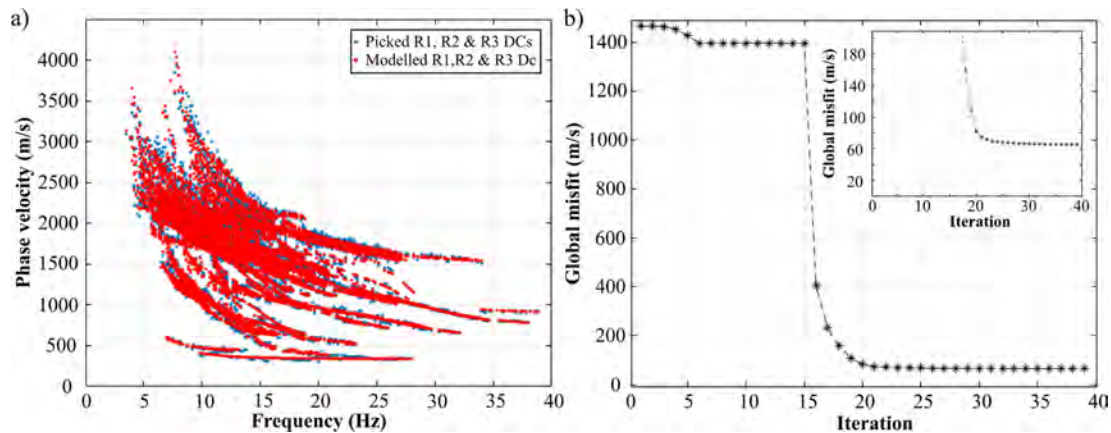 a)
Phase velocity (m/s)
4000
3500
3000
2500
2000
1500
1000
500
0
Picked R1, R2 & R3 DCs
Modelled R1,R2 & R3 Dc
0 5 10 15 20 25 30 35 40
Frequency (Hz)
b)
Global misfit (m/s)
1400
1200
1000
800
600
400
200
0
0 5 10 15 20 25 30 35 40
Iteration
Global misfit (m/s)
180
140
100
60
20
0 10 20 30 40
Iteration